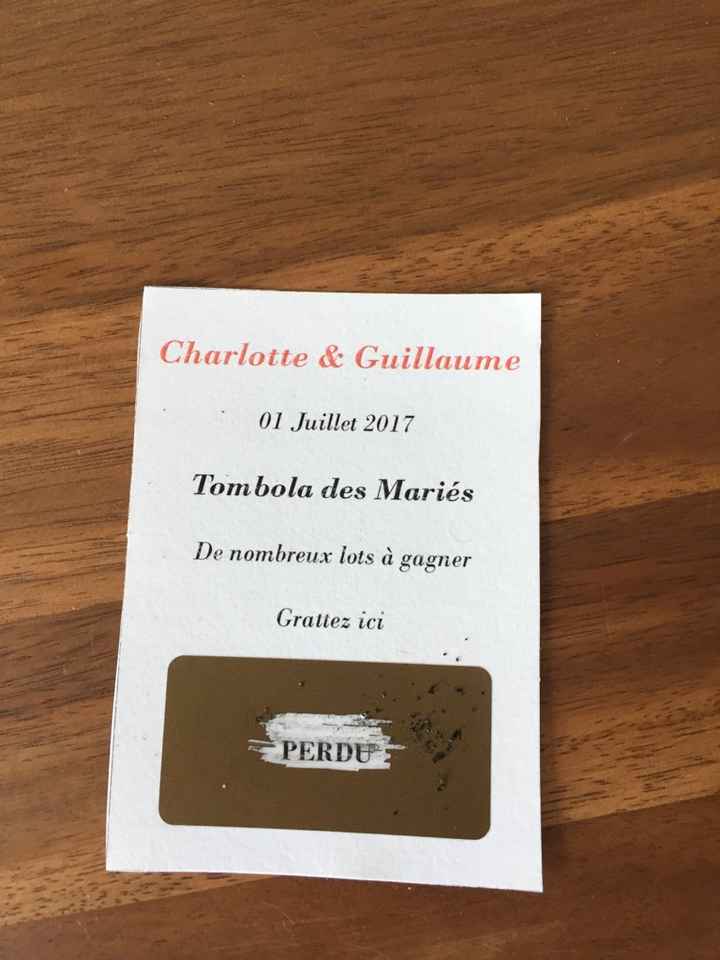 Charlotte & Guillaume
01 Juillet 2017
Tombola des Mariés
De nombreux lots à gagner
Grattez ici
PERDU